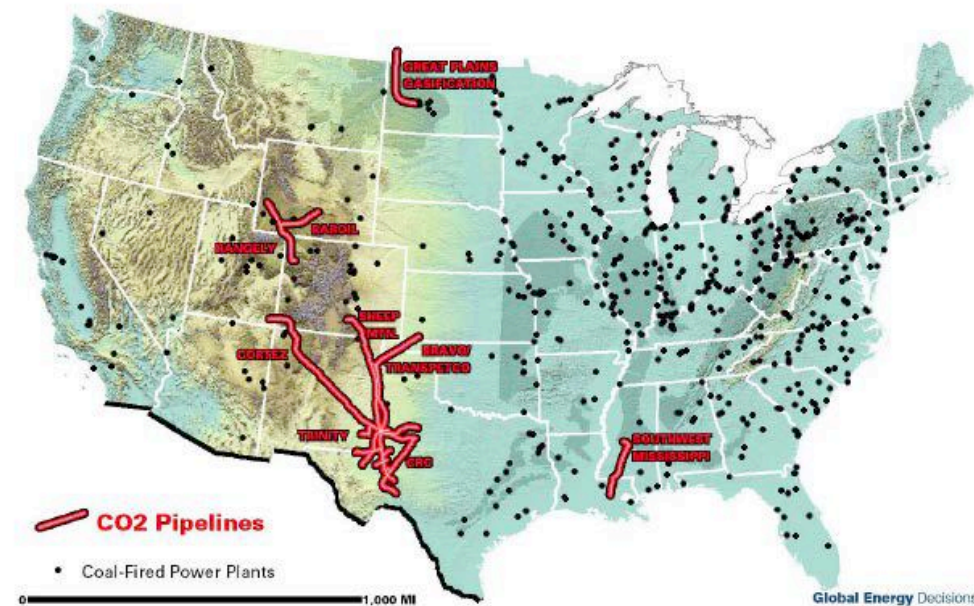 GREAT PLAINS
GASIFICATION
RAROIL
RANGELY
SHEEP
MTN.
CORTEZ
BRAVO/
TRANSPETCO
TRINITY
CRC
SOUTHWEST
MISSISSIPPI
CO2 Pipelines
Coal-Fired Power Plants
0 1,000 MI
Global Energy Decisions